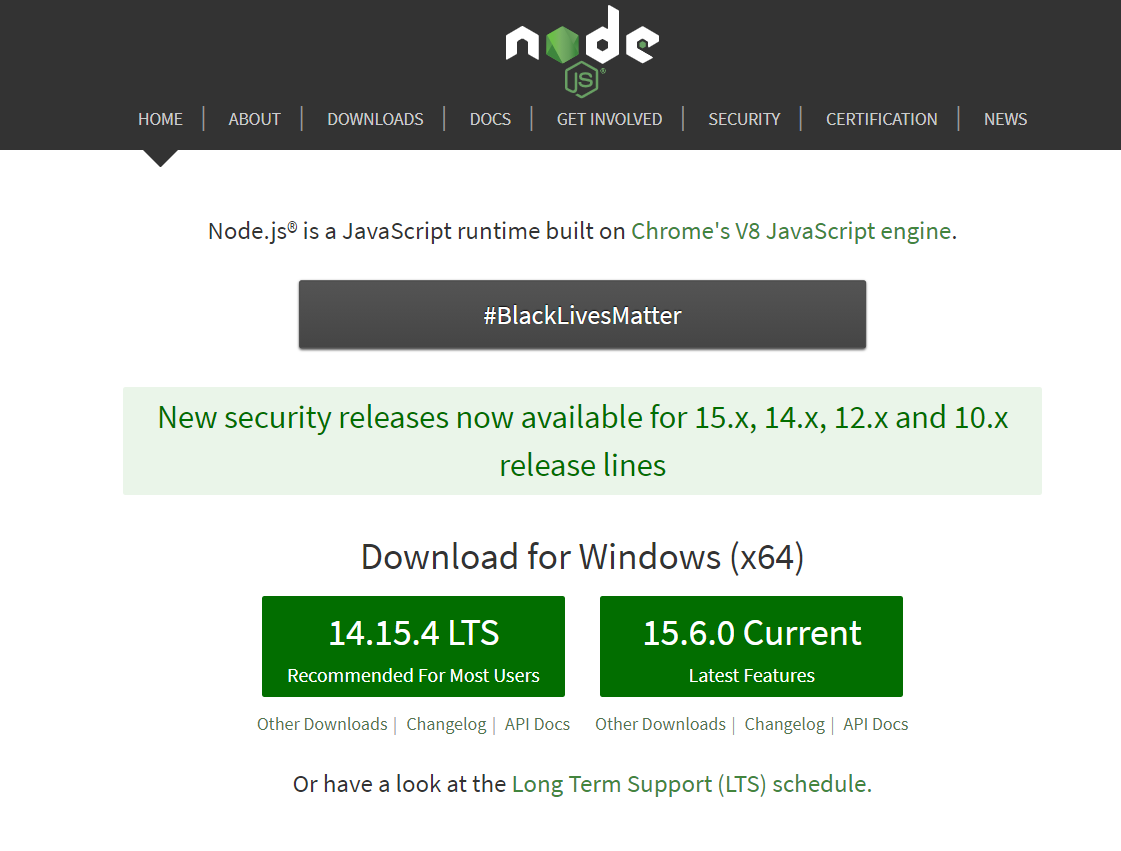 node
JS®
HOME | ABOUT | DOWNLOADS | DOCS | GET INVOLVED | SECURITY | CERTIFICATION | NEWS
Node.js® is a JavaScript runtime built on Chrome's V8 JavaScript engine.
#BlackLivesMatter
New security releases now available for 15.x, 14.x, 12.x and 10.x
release lines
Download for Windows (x64)
14.15.4 LTS
Recommended For Most Users
15.6.0 Current
Latest Features
Other Downloads | Changelog | API Docs
Other Downloads | Changelog | API Docs
Or have a look at the Long Term Support (LTS) schedule.